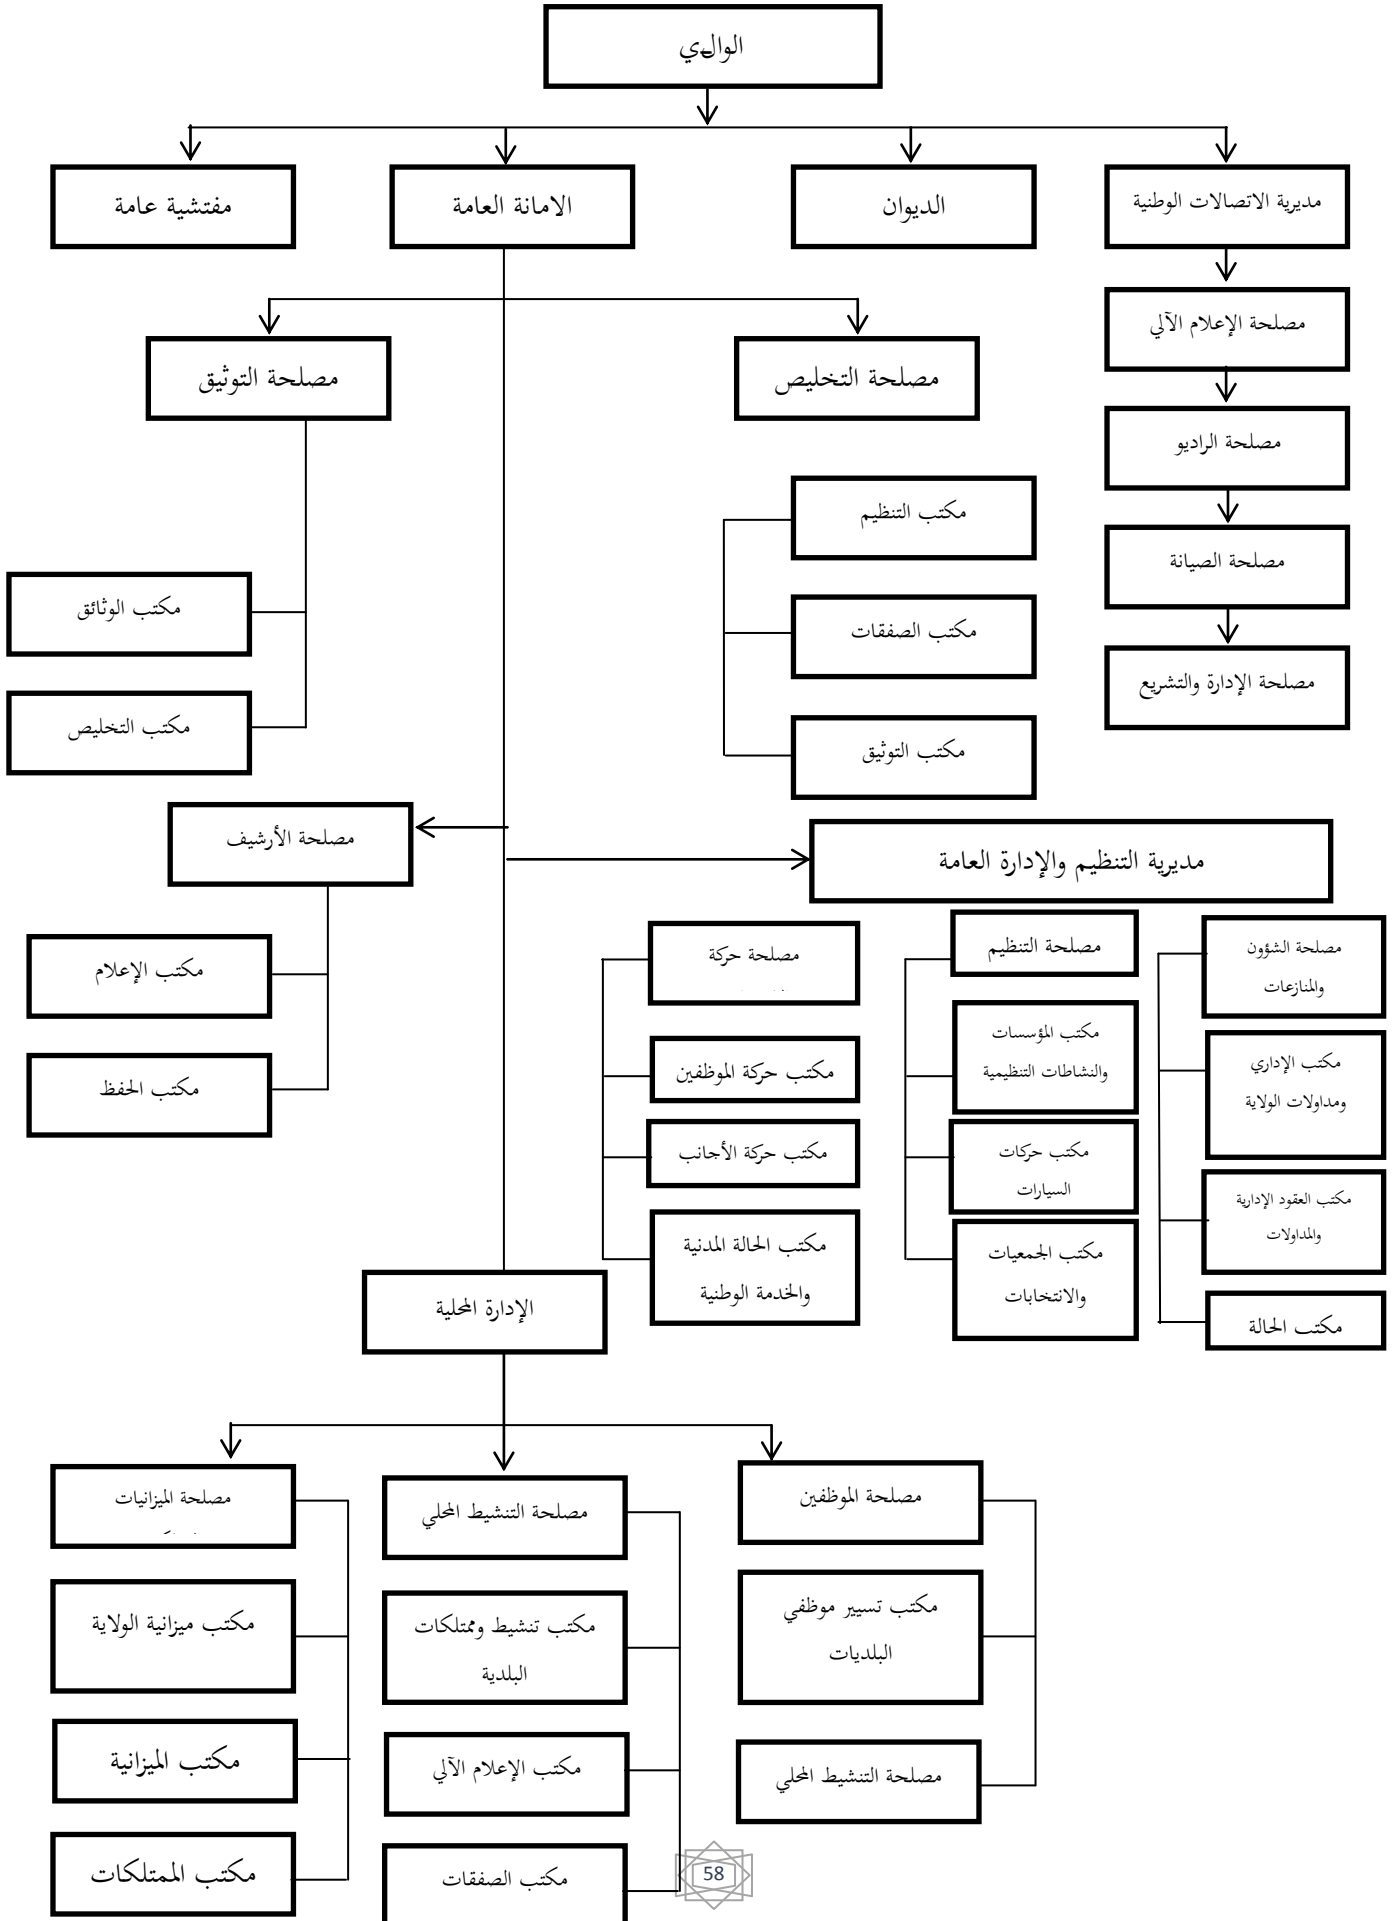 الوالي
مديرية الاتصالات الوطنية
الديوان
الامانة العامة
مفتشية عامة
مصلحة الإعلام الآلي
مصلحة التخليص
مصلحة التوثيق
مصلحة الراديو
مكتب التنظيم
مصلحة الصيانة
مكتب الصفقات
مكتب الوثائق
مصلحة الإدارة والتشريع
مكتب التوثيق
مكتب التخليص
مصلحة الأرشيف
مديرية التنظيم والإدارة العامة
مصلحة الشؤون
والمنازعات
مصلحة التنظيم
مصلحة حركة
مكتب الإعلام
مكتب الإداري
ومداولات الولاية
مكتب المؤسسات
والنشاطات التنظيمية
مكتب حركة الموظفين
مكتب الحفظ
مكتب العقود الإدارية
والمداولات
مكتب حركات
السيارات
مكتب حركة الأجانب
مكتب الحالة
مكتب الجمعيات
والانتخابات
مكتب الحالة المدنية
والخدمة الوطنية
الإدارة المحلية
مصلحة الموظفين
مصلحة التنشيط المحلي
مصلحة الميزانيات
مكتب تسيير موظفي
البلديات
مكتب تنشيط وممتلكات
البلدية
مكتب ميزانية الولاية
مصلحة التنشيط المحلي
مكتب الإعلام الآلي
مكتب الميزانية
مكتب الصفقات
مكتب الممتلكات
58